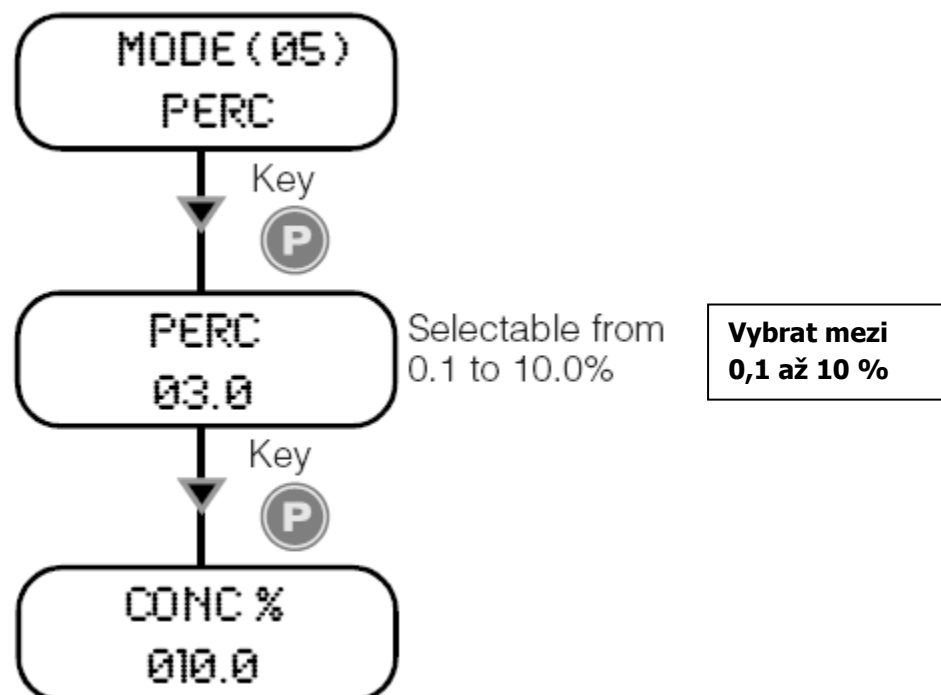 MODE(05)
PERC
Key
P
PERC
03.0
Selectable from
0.1 to 10.0%
Vybrat mezi
0,1 až 10 %
Key
P
CONC %
010.0